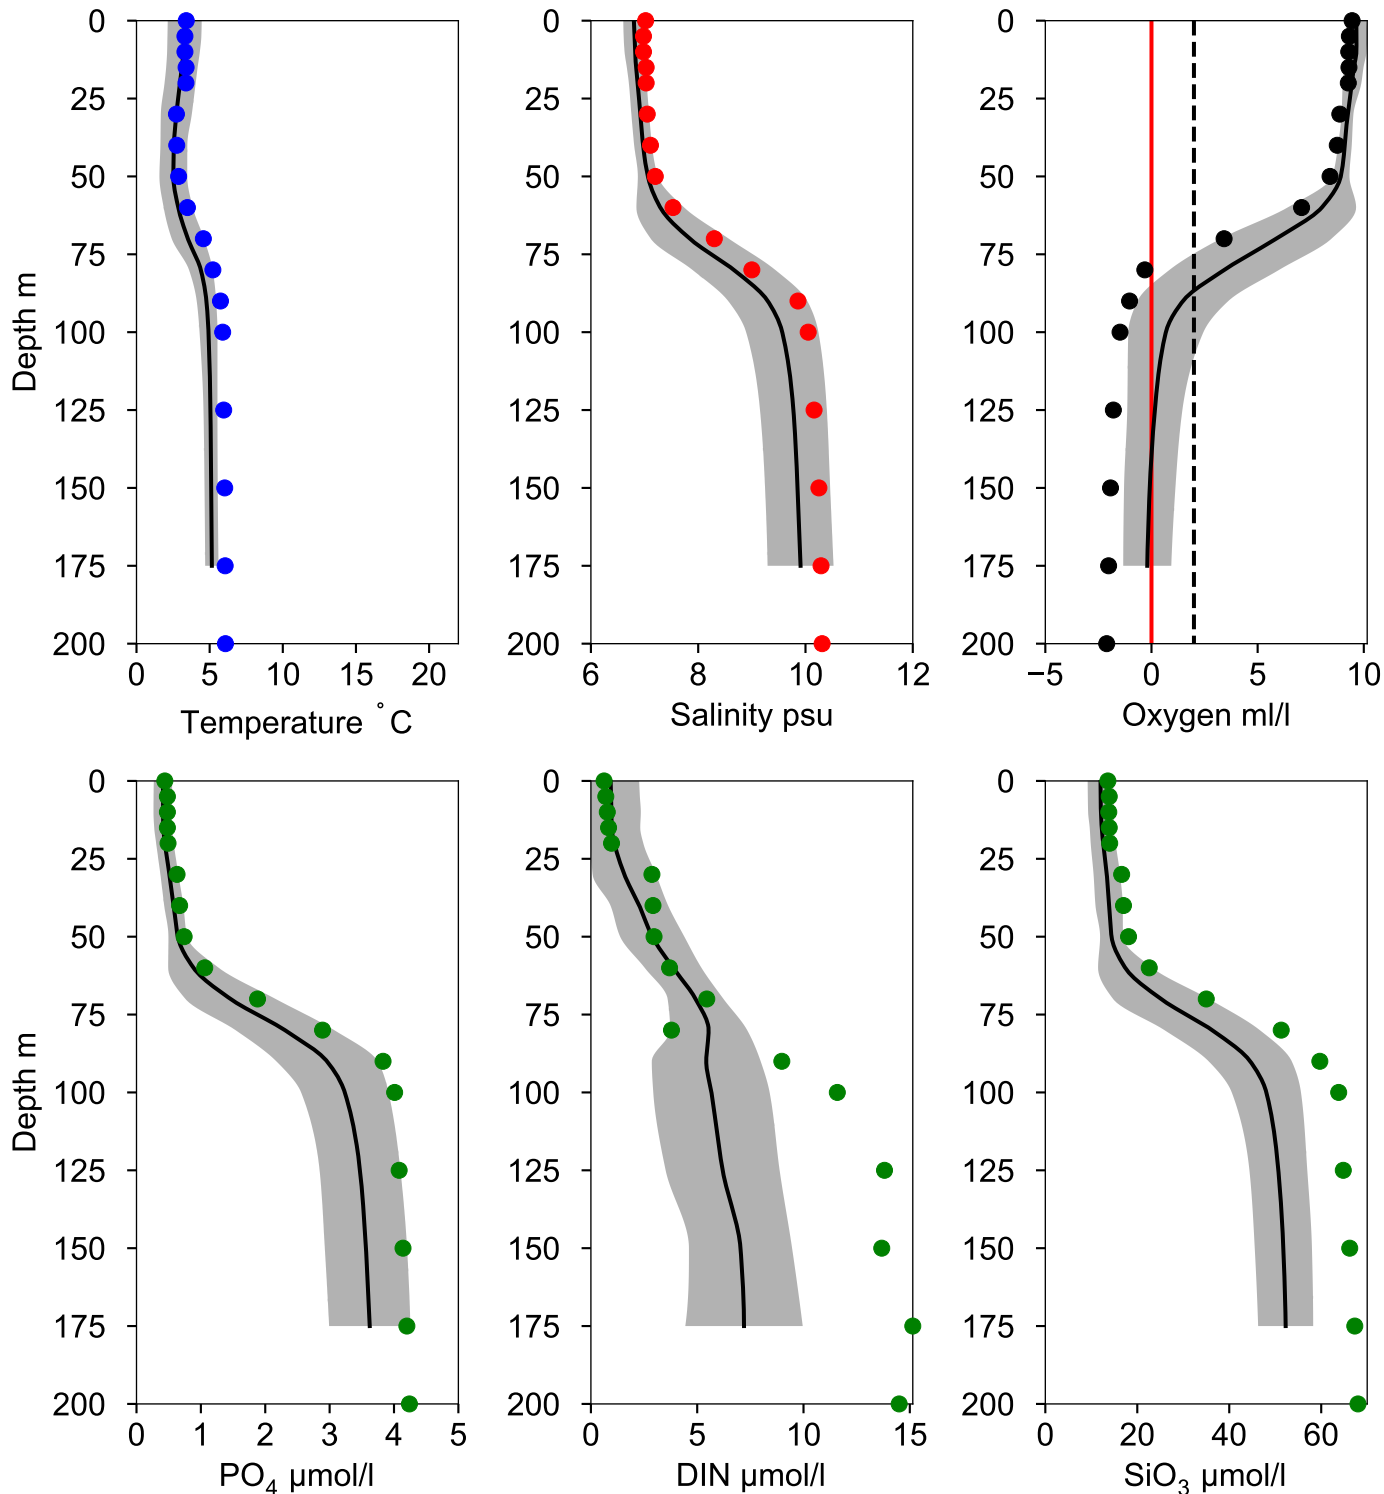 0 0 0
25 25 25
50 50 50
75 75 75
100 100 100
125 125 125
150 150 150
175 175 175
200 200 200
Depth m
0 5 10 15 20 6 8 10 12 −5 0 5 10
Temperature °C Salinity psu Oxygen ml/l
0 0 0
25 25 25
50 50 50
75 75 75
100 100 100
125 125 125
150 150 150
175 175 175
200 200 200
Depth m
0 1 2 3 4 5 0 5 10 15 0 20 40 60
PO₄ µmol/l DIN µmol/l SiO₃ µmol/l